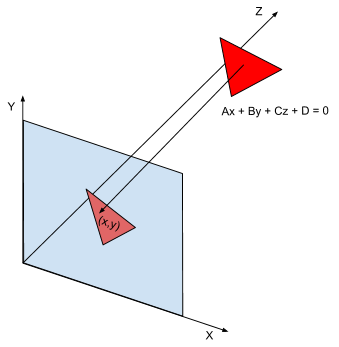 Z
Y
Ax + By + Cz + D = 0
(x,y)
X